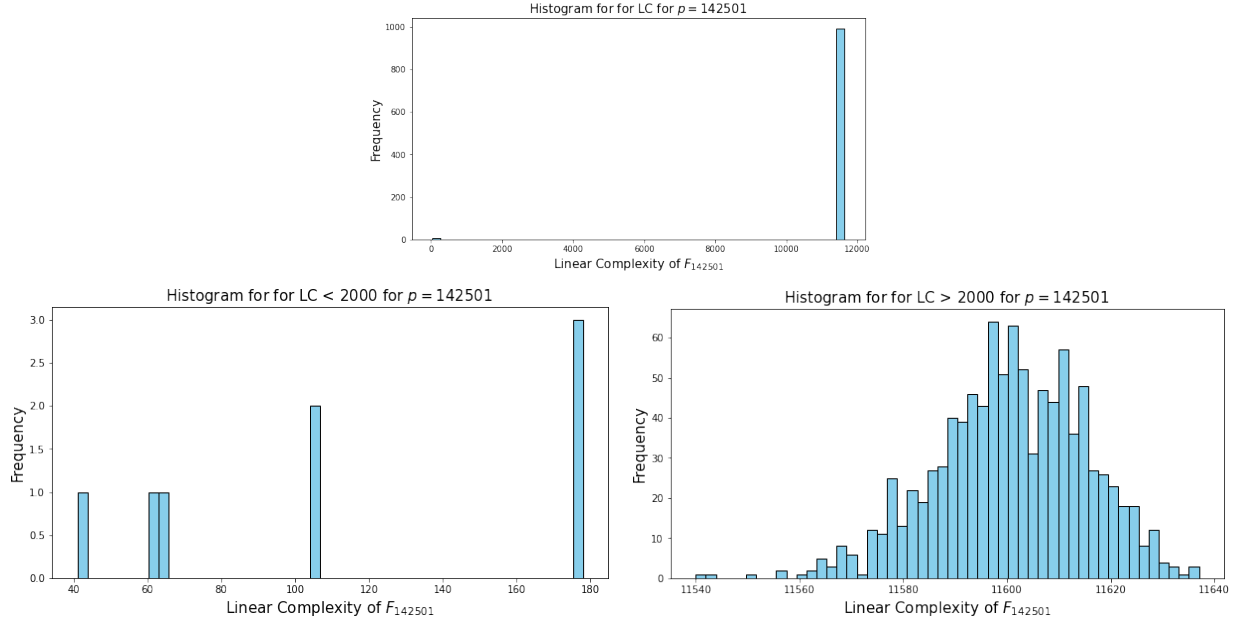 Histogram for for LC for p = 142501
Frequency
1000
800
600
400
200
0
0 2000 4000 6000 8000 10000 12000
Linear Complexity of F142501
Histogram for for LC < 2000 for p = 142501
Frequency
3.0
2.5
2.0
1.5
1.0
0.5
0.0
40 60 80 100 120 140 160 180
Linear Complexity of F142501
Histogram for for LC > 2000 for p = 142501
Frequency
60
50
40
30
20
10
0
11540 11560 11580 11600 11620 11640
Linear Complexity of F142501